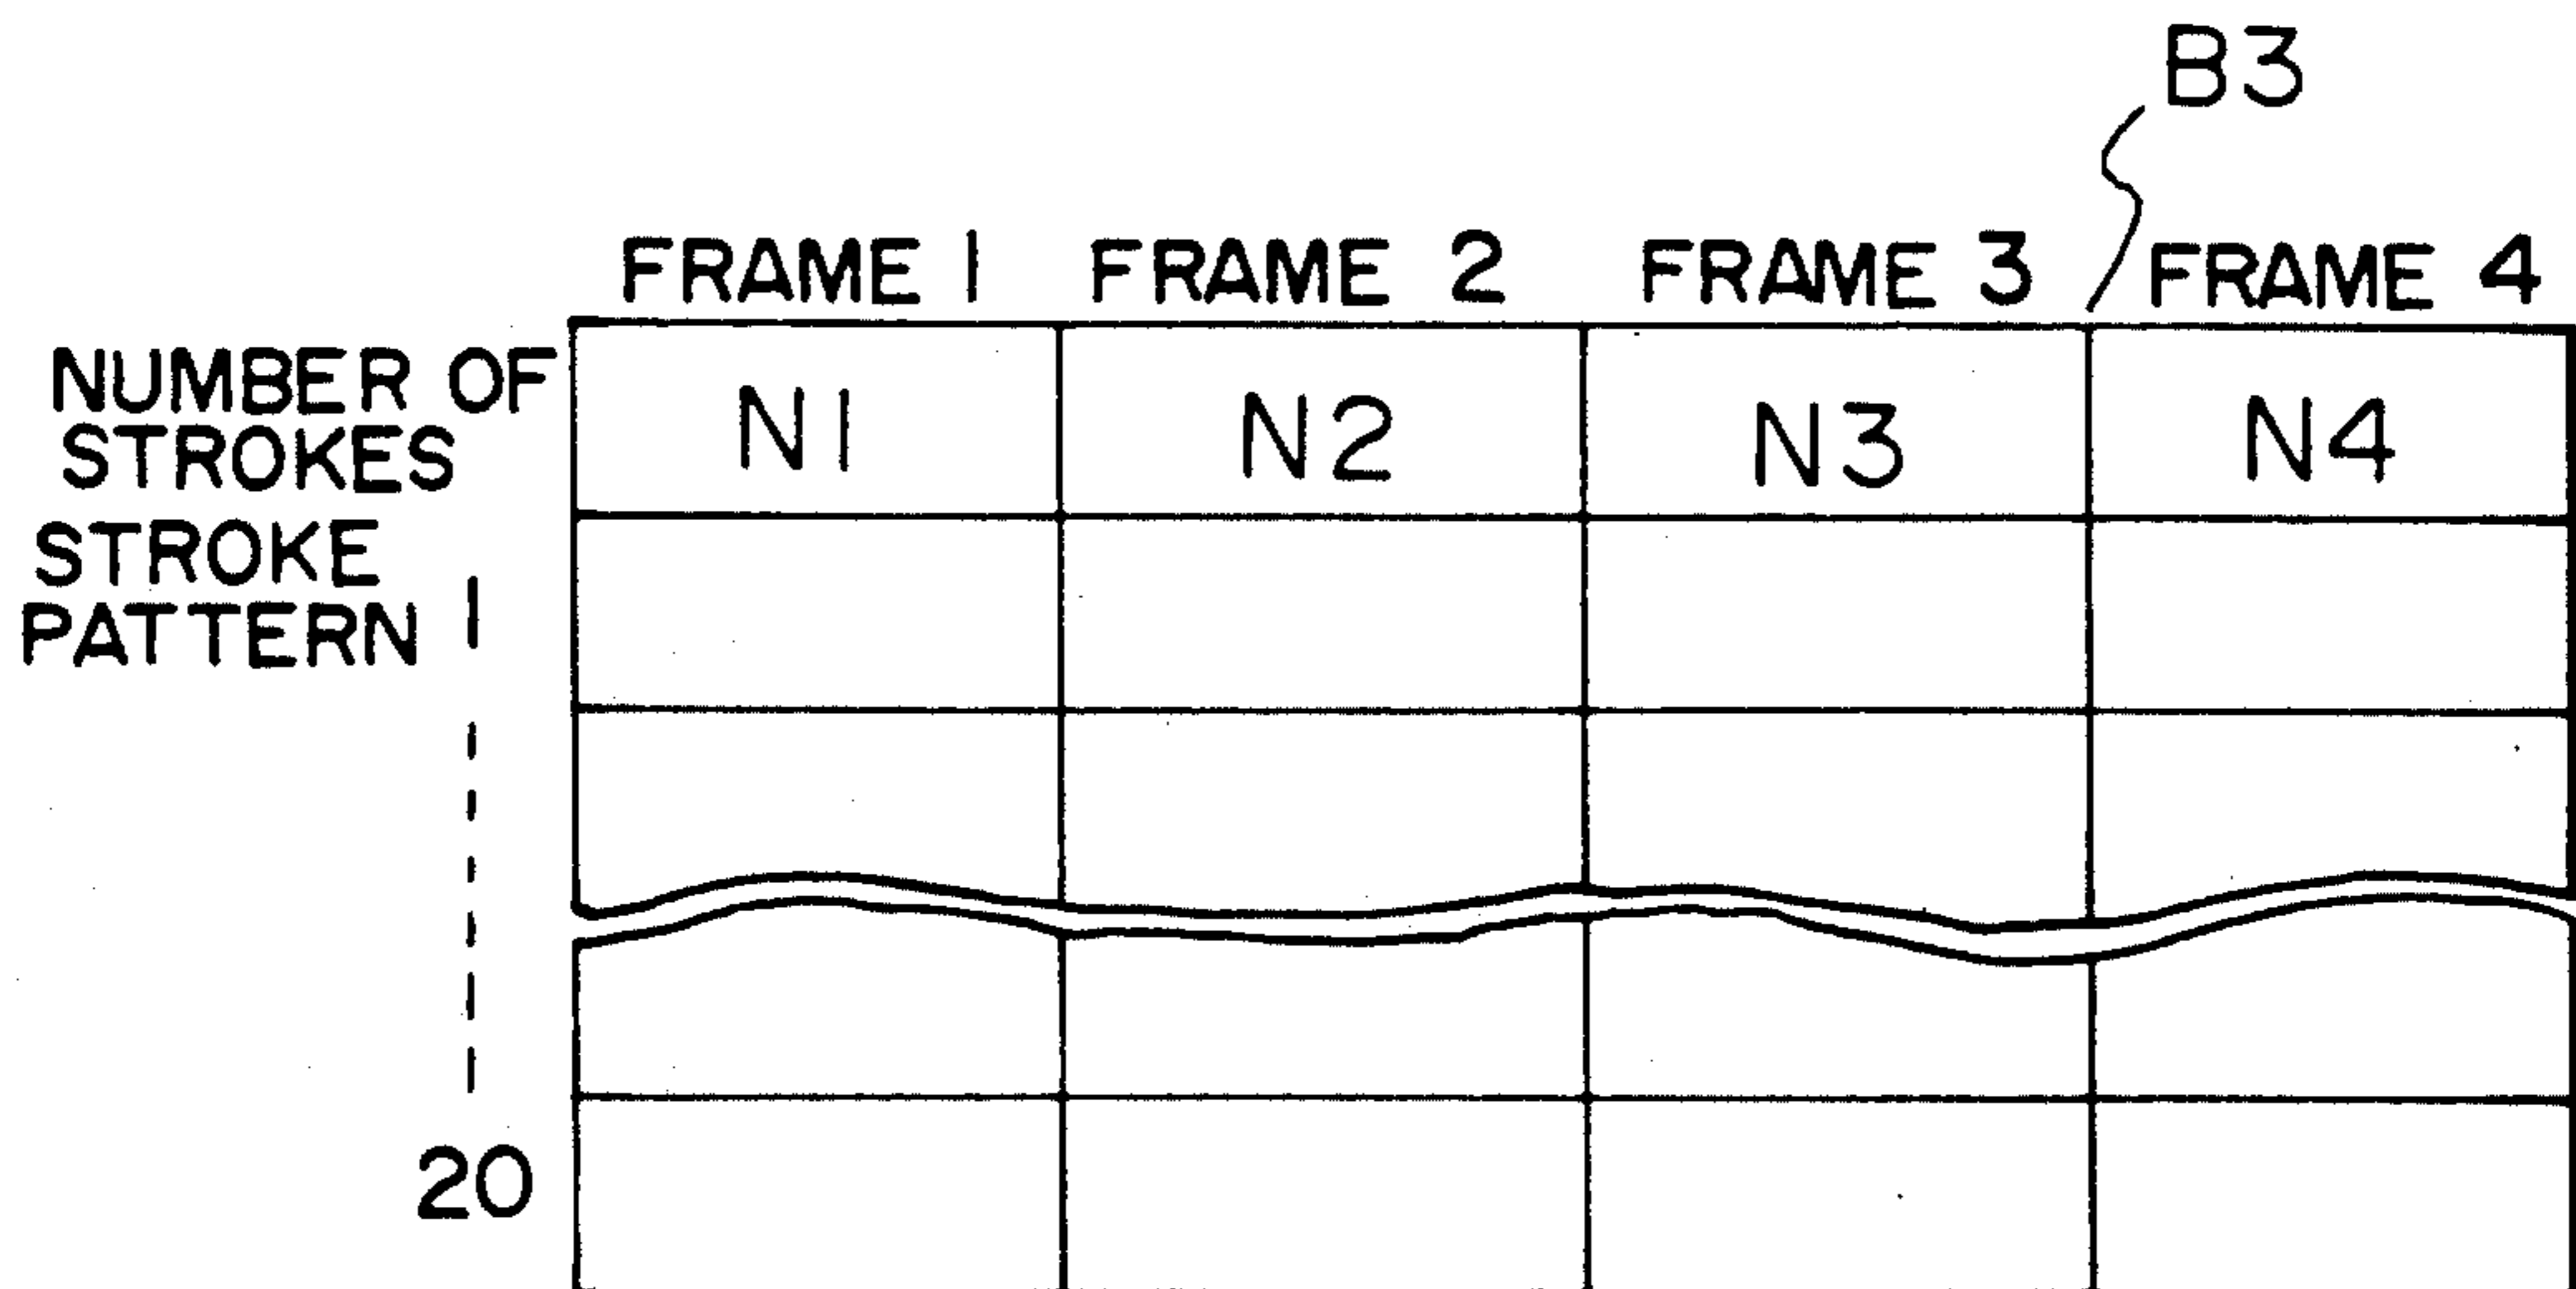 B3
FRAME 1 FRAME 2 FRAME 3 FRAME 4
NUMBER OF
STROKES
N1 N2 N3 N4
STROKE
PATTERN 1
20